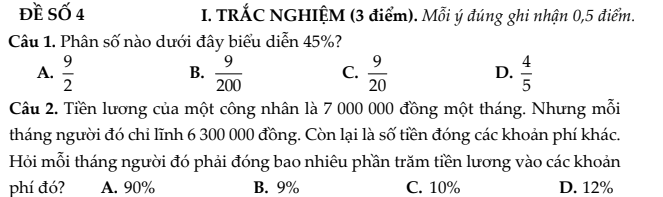 ĐỀ SỐ 4 I. TRẮC NGHIỆM (3 điểm). Mỗi ý đúng ghi nhận 0,5 điểm.
Câu 1. Phân số nào dưới đây biểu diễn 45%?
A. 9/2 B. 9/200 C. 9/20 D. 4/5
Câu 2. Tiền lương của một công nhân là 7 000 000 đồng một tháng. Nhưng mỗi
tháng người đó chỉ lĩnh 6 300 000 đồng. Còn lại là số tiền đóng các khoản phí khác.
Hỏi mỗi tháng người đó phải đóng bao nhiêu phần trăm tiền lương vào các khoản
phí đó? A. 90% B. 9% C. 10% D. 12%